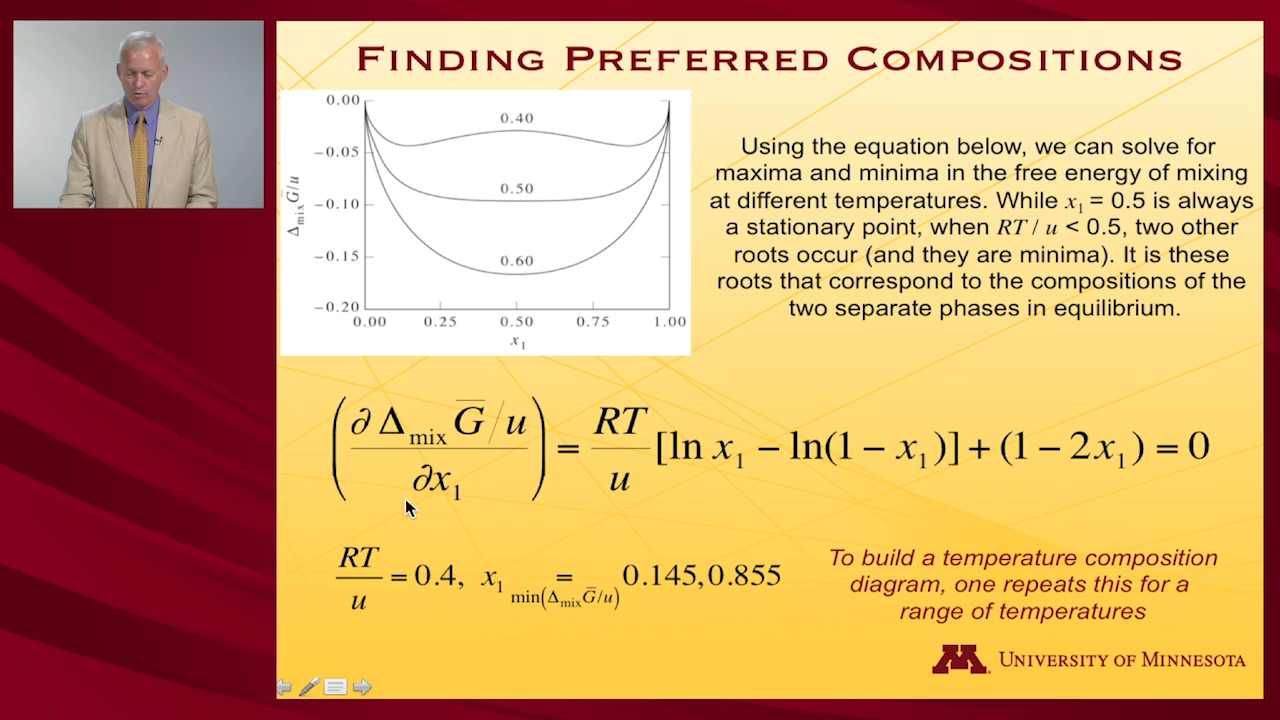 FINDING PREFERRED COMPOSITIONS
0.00
−0.05
−0.10
−0.15
−0.20
Δmix G̅/u
0.40
0.50
0.60
0.00 0.25 0.50 0.75 1.00
x₁
Using the equation below, we can solve for
maxima and minima in the free energy of mixing
at different temperatures. While x₁ = 0.5 is always
a stationary point, when RT / u < 0.5, two other
roots occur (and they are minima). It is these
roots that correspond to the compositions of the
two separate phases in equilibrium.
(∂ Δmix G̅/u / ∂x₁) = RT/u [ln x₁ − ln(1 − x₁)] + (1 − 2x₁) = 0
RT/u = 0.4, x₁ = min(Δmix G̅/u) 0.145, 0.855
To build a temperature composition
diagram, one repeats this for a
range of temperatures
M UNIVERSITY OF MINNESOTA